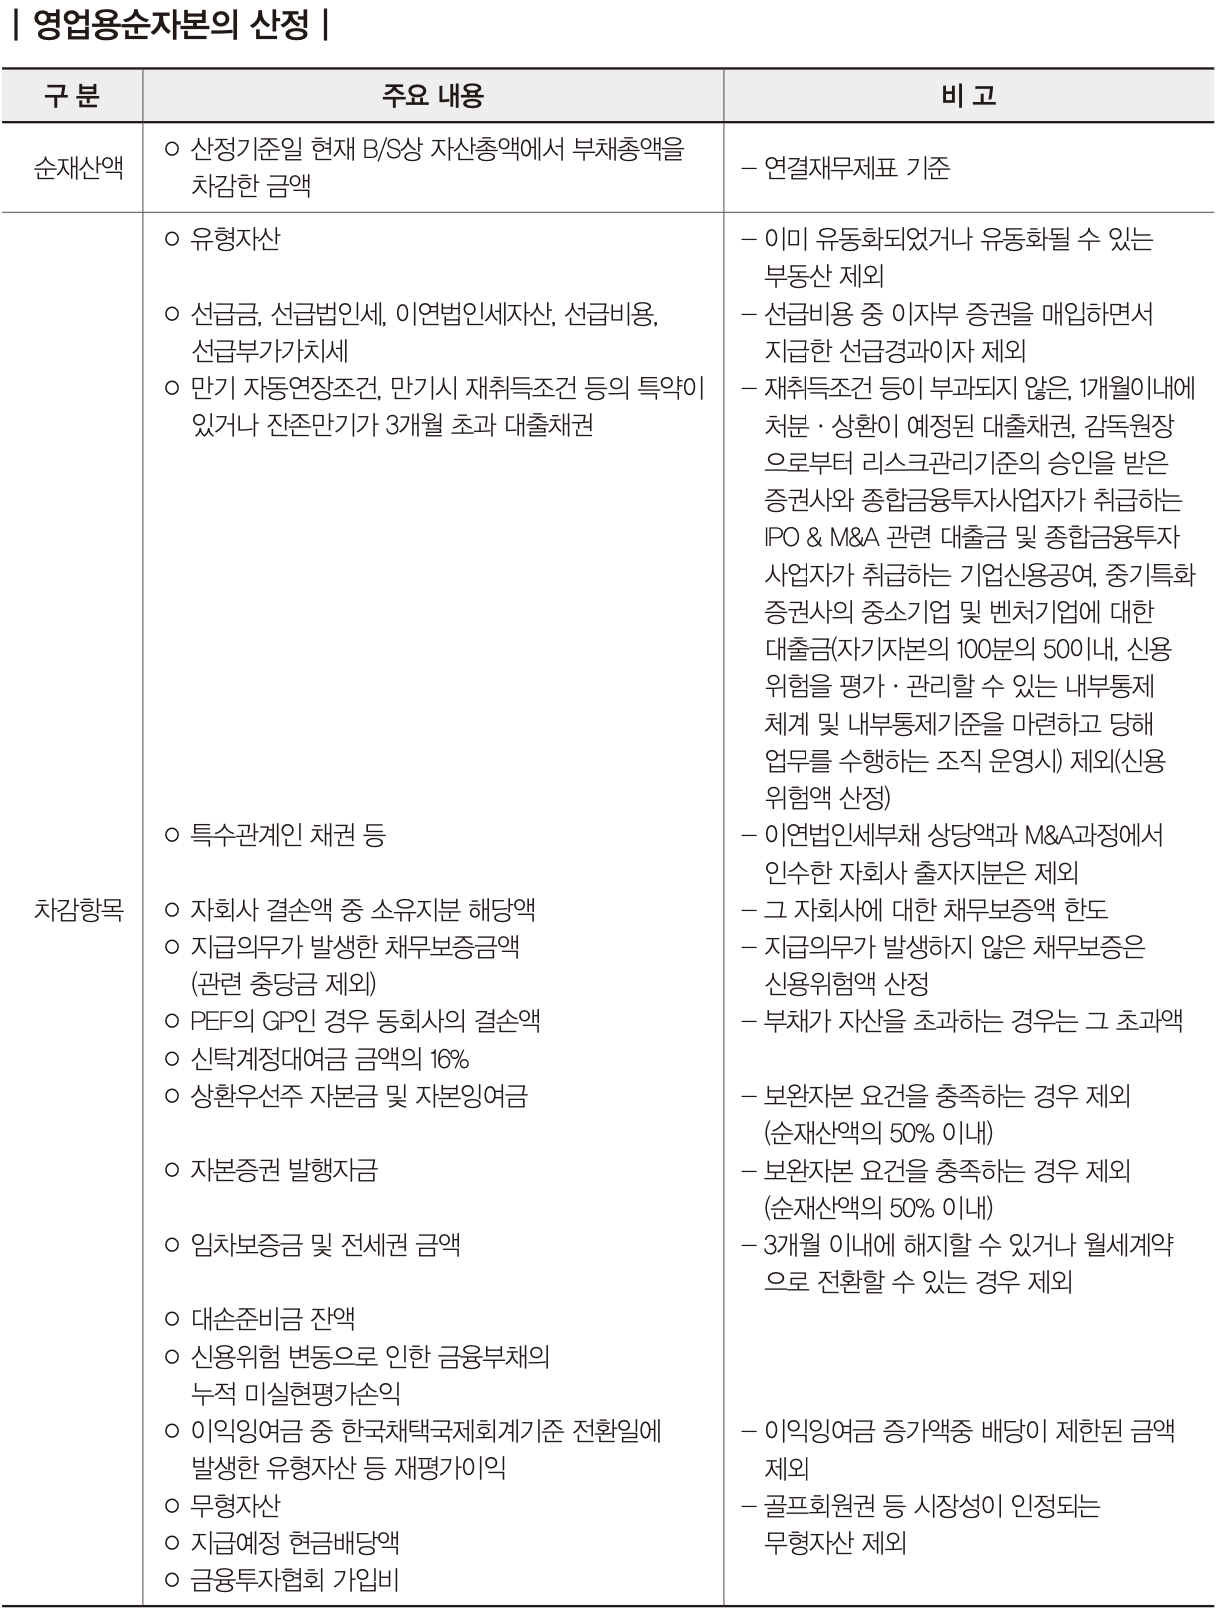 | 영업용순자본의 산정 |
구 분 주요 내용 비 고
순재산액
○ 산정기준일 현재 B/S상 자산총액에서 부채총액을
차감한 금액
– 연결재무제표 기준
차감항목
○ 유형자산
– 이미 유동화되었거나 유동화될 수 있는
부동산 제외
○ 선급금, 선급법인세, 이연법인세자산, 선급비용,
선급부가가치세
– 선급비용 중 이자부 증권을 매입하면서
지급한 선급경과이자 제외
○ 만기 자동연장조건, 만기시 재취득조건 등의 특약이
있거나 잔존만기가 3개월 초과 대출채권
– 재취득조건 등이 부과되지 않은, 1개월이내에
처분 · 상환이 예정된 대출채권, 감독원장
으로부터 리스크관리기준의 승인을 받은
증권사와 종합금융투자사업자가 취급하는
IPO & M&A 관련 대출금 및 종합금융투자
사업자가 취급하는 기업신용공여, 중기특화
증권사의 중소기업 및 벤처기업에 대한
대출금(자기자본의 100분의 50이내, 신용
위험을 평가 · 관리할 수 있는 내부통제
체계 및 내부통제기준을 마련하고 당해
업무를 수행하는 조직 운영시) 제외(신용
위험액 산정)
○ 특수관계인 채권 등
– 이연법인세부채 상당액과 M&A과정에서
인수한 자회사 출자지분은 제외
○ 자회사 결손액 중 소유지분 해당액
– 그 자회사에 대한 채무보증액 한도
○ 지급의무가 발생한 채무보증금액
(관련 충당금 제외)
– 지급의무가 발생하지 않은 채무보증은
신용위험액 산정
○ PEF의 GP인 경우 동회사의 결손액
– 부채가 자산을 초과하는 경우는 그 초과액
○ 신탁계정대여금 금액의 16%
○ 상환우선주 자본금 및 자본잉여금
– 보완자본 요건을 충족하는 경우 제외
(순재산액의 50% 이내)
○ 자본증권 발행자금
– 보완자본 요건을 충족하는 경우 제외
(순재산액의 50% 이내)
○ 임차보증금 및 전세권 금액
– 3개월 이내에 해지할 수 있거나 월세계약
으로 전환할 수 있는 경우 제외
○ 대손준비금 잔액
○ 신용위험 변동으로 인한 금융부채의
누적 미실현평가손익
○ 이익잉여금 중 한국채택국제회계기준 전환일에
발생한 유형자산 등 재평가이익
– 이익잉여금 증가액중 배당이 제한된 금액
제외
○ 무형자산
– 골프회원권 등 시장성이 인정되는
무형자산 제외
○ 지급예정 현금배당액
○ 금융투자협회 가입비